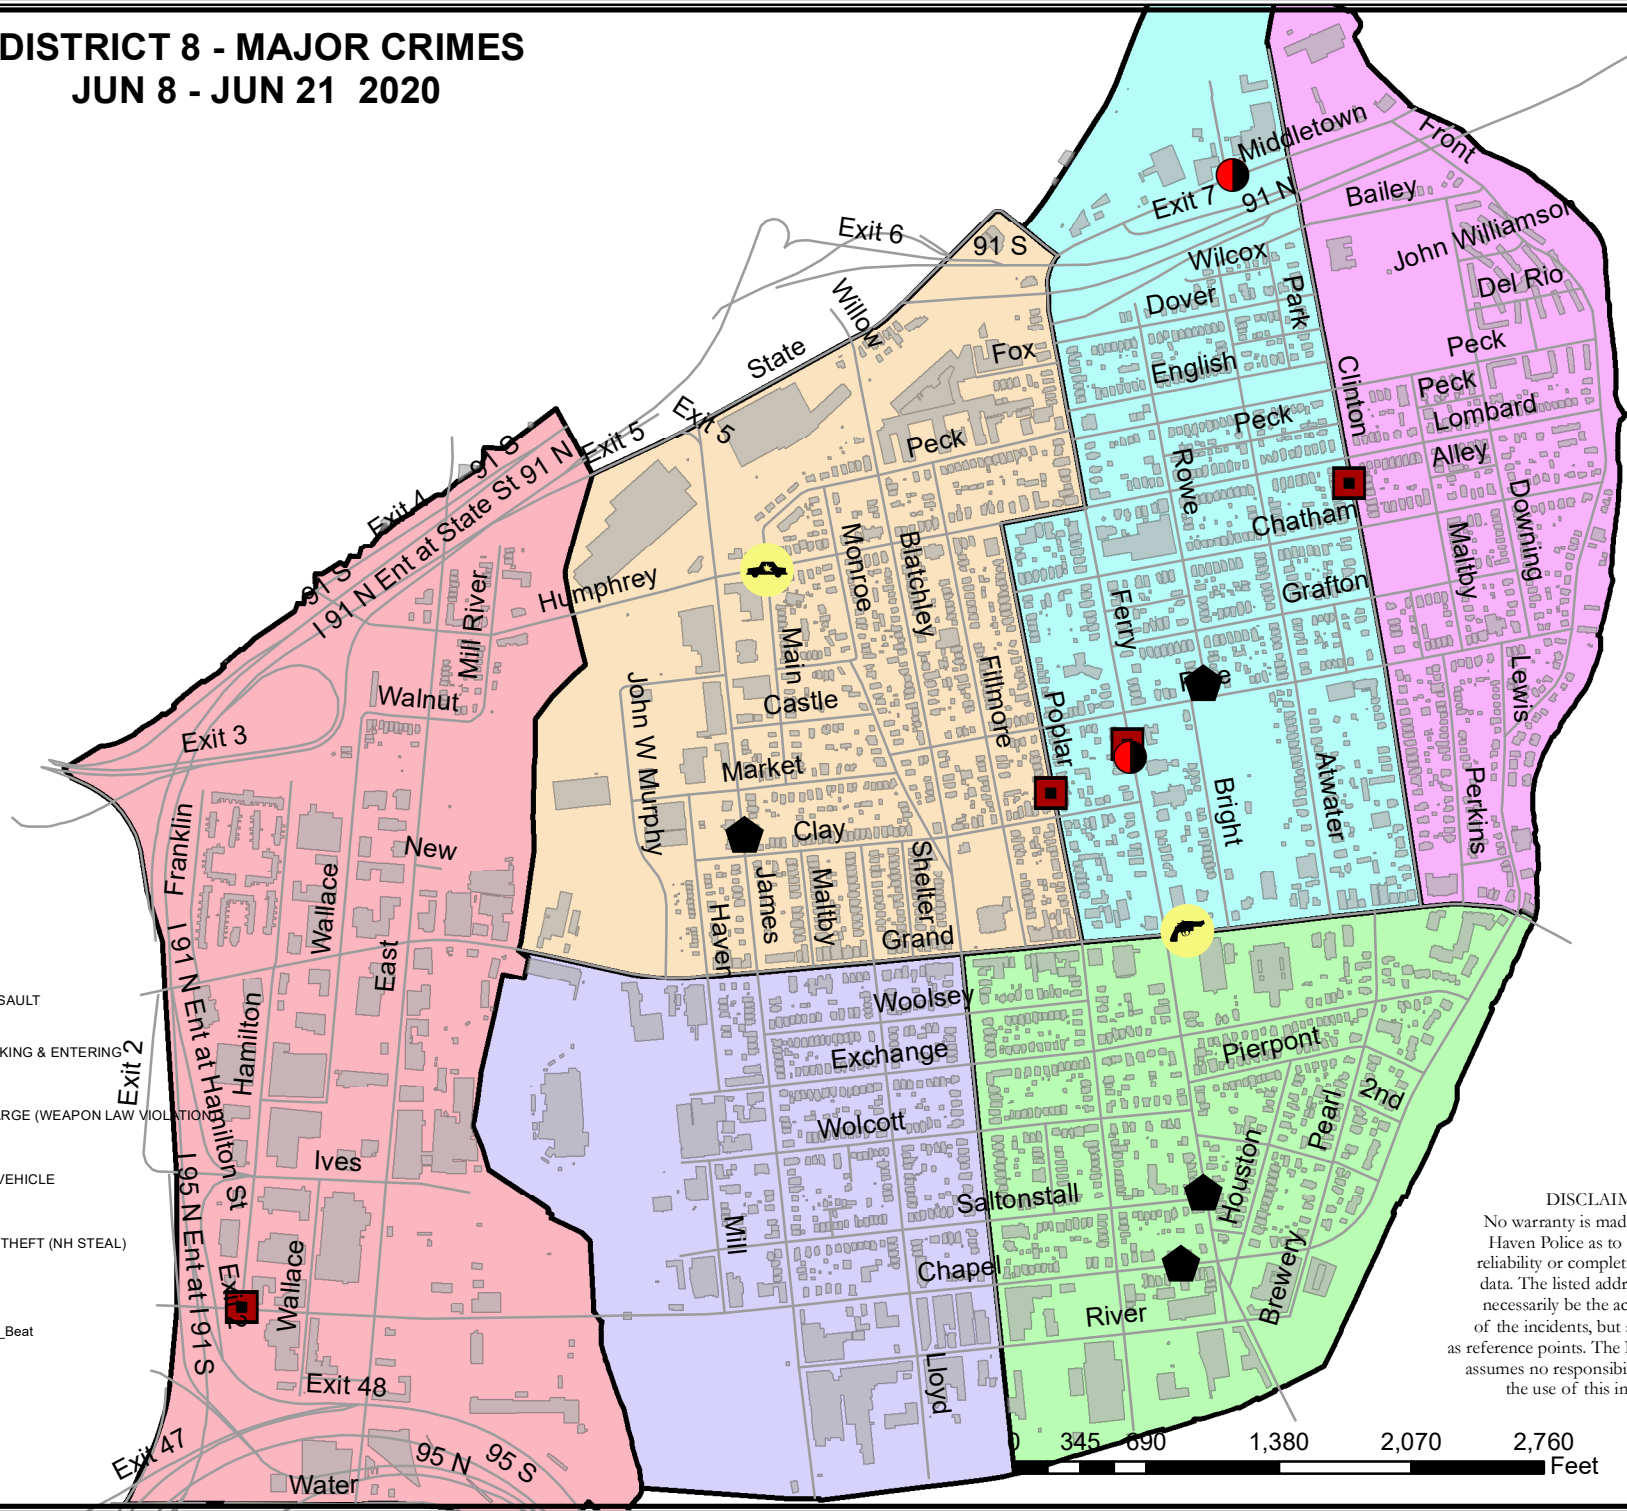 DISTRICT 8 - MAJOR CRIMES
JUN 8 - JUN 21  2020
Middletown
Front
Exit 7
91 N
Bailey
Exit 6
91 S
John Williamson
Wilcox
Del Rio
Dover
Park
Willow
State
Fox
English
Peck
Clinton
Peck
Peck
Lombard
Exit 5
Exit 5
Peck
Alley
91 S
91 N
Rowe
Exit 4
I 91 N Ent at State St
Chatham
Downing
Monroe
Blatchley
Maltby
91 S
Humphrey
Mill River
Ferry
Grafton
Main
Fillmore
Lewis
Walnut
John W Murphy
Castle
Poplar
Exit 3
Market
Atwater
Perkins
Bright
Franklin
New
Clay
Wallace
Shelter
James
Maltby
Haven
Grand
East
I 91 N Ent at Hamilton St
Hamilton
Woolsey
SAULT
Exchange
Pierpont
KING & ENTERING
Exit 2
2nd
Pearl
ARGE (WEAPON LAW VIOLATION)
Wolcott
Ives
Houston
VEHICLE
Saltonstall
Mill
THEFT (NH STEAL)
I 95 N Ent at I 91 S
Wallace
Chapel
Brewery
River
_Beat
Lloyd
Exit 48
Exit 47
95 N
95 S
Water
DISCLAIM
No warranty is mad
Haven Police as to
reliability or complet
data. The listed addr
necessarily be the ac
of the incidents, but
as reference points. The
assumes no responsibi
the use of this in
0 345 690 1,380 2,070 2,760
Feet